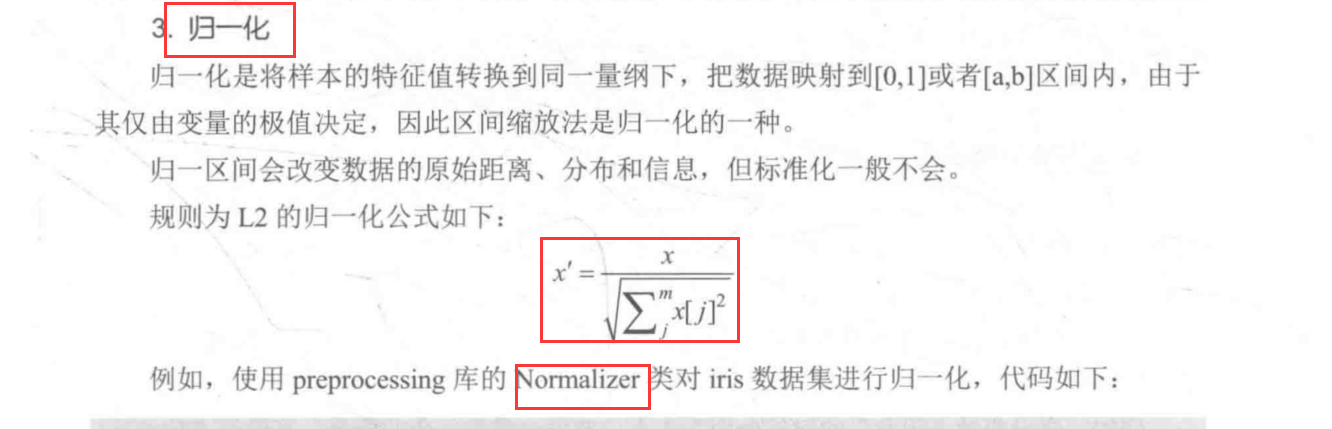 3. 归一化
归一化是将样本的特征值转换到同一量纲下，把数据映射到[0,1]或者[a,b]区间内，由于
其仅由变量的极值决定，因此区间缩放法是归一化的一种。
归一区间会改变数据的原始距离、分布和信息，但标准化一般不会。
规则为 L2 的归一化公式如下：
x′ = x / √(∑_j^m x[j]²)
例如，使用 preprocessing 库的 Normalizer 类对 iris 数据集进行归一化，代码如下：